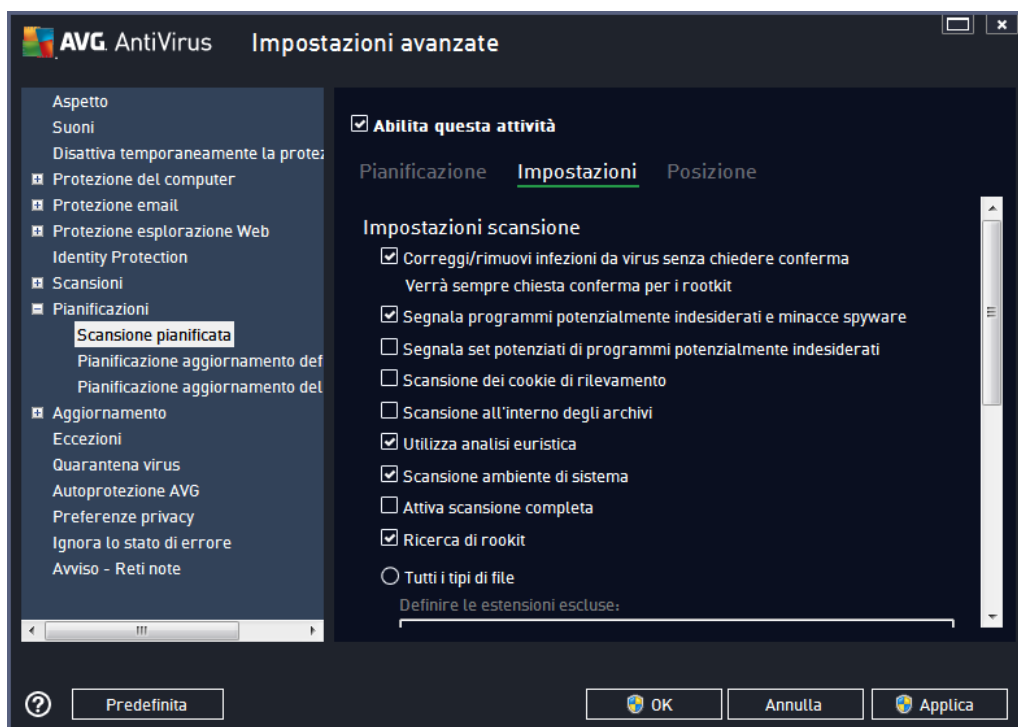 AVG. AntiVirus Impostazioni avanzate
Aspetto
Suoni
Disattiva temporaneamente la protez
Protezione del computer
Protezione email
Protezione esplorazione Web
Identity Protection
Scansioni
Pianificazioni
Scansione pianificata
Pianificazione aggiornamento def
Pianificazione aggiornamento del
Aggiornamento
Eccezioni
Quarantena virus
Autoprotezione AVG
Preferenze privacy
Ignora lo stato di errore
Avviso - Reti note
Abilita questa attività
Pianificazione Impostazioni Posizione
Impostazioni scansione
Correggi/rimuovi infezioni da virus senza chiedere conferma
Verrà sempre chiesta conferma per i rootkit
Segnala programmi potenzialmente indesiderati e minacce spyware
Segnala set potenziati di programmi potenzialmente indesiderati
Scansione dei cookie di rilevamento
Scansione all'interno degli archivi
Utilizza analisi euristica
Scansione ambiente di sistema
Attiva scansione completa
Ricerca di rookit
Tutti i tipi di file
Definire le estensioni escluse:
Predefinita
OK
Annulla
Applica